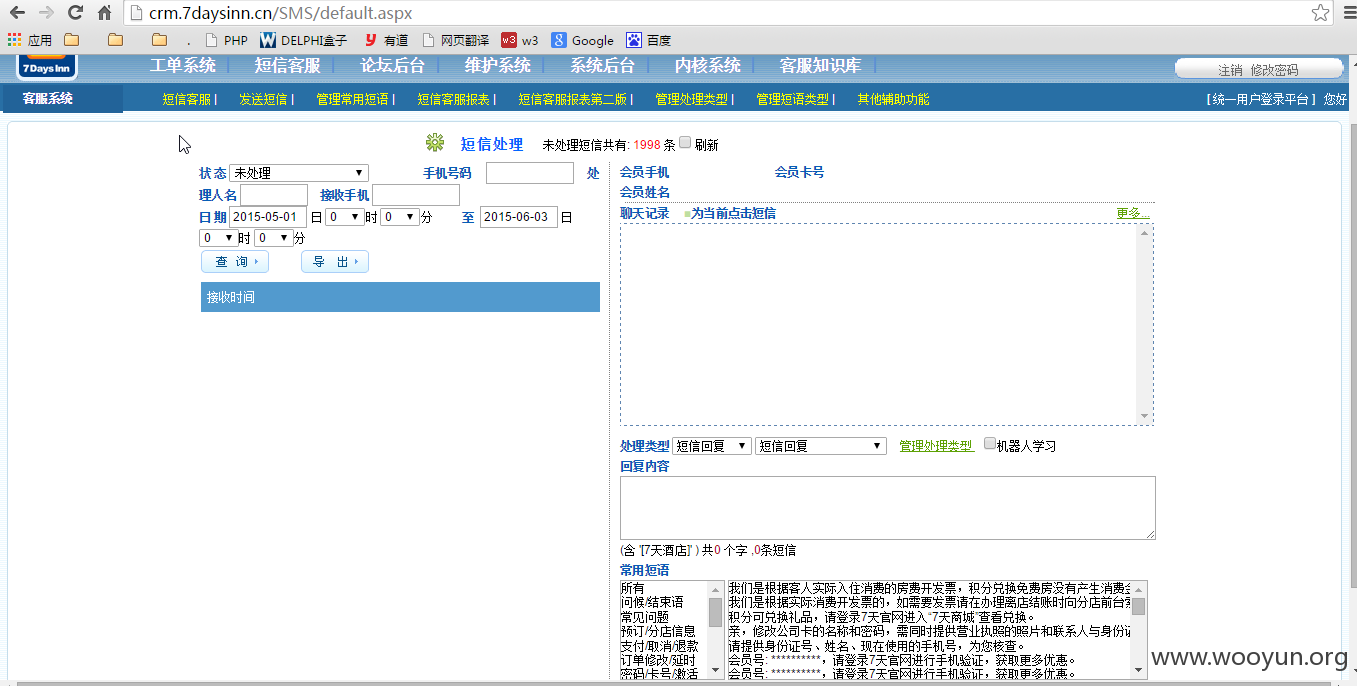 crm.7daysinn.cn/SMS/default.aspx
应用 . PHP DELPHI盒子 有道 网页翻译 w3 w3 Google 百度
7DaysInn 工单系统 短信客服 论坛后台 维护系统 系统后台 内核系统 客服知识库 注销 修改密码
客服系统 短信客服 | 发送短信 | 管理常用短语 | 短信客服报表 | 短信客服报表第二版 | 管理处理类型 | 管理短语类型 | 其他辅助功能 [ 统一用户登录平台 ] 您好
短信处理 未处理短信共有: 1998 条 刷新
状 态 未处理 手机号码 处
理人名 接收手机
日 期 2015-05-01 日 0 时 0 分 至 2015-06-03 日
0 时 0 分
查 询 导 出
接收时间
会员手机 会员卡号
会员姓名
聊天记录 为当前点击短信 更多...
处理类型 短信回复 短信回复 管理处理类型 机器人学习
回复内容
(含 '[7天酒店]' ) 共0 个字 ,0条短信
常用短语
所有
问候/结束语
常见问题
预订/分店信息
支付/取消/退款
订单修改/延时
密码/卡号/激活
我们是根据客人实际入住消费的房费开发票，积分兑换免费房没有产生消费
我们是根据实际消费开发票的，如需要发票请在办理离店结账时向分店前台
积分可兑换礼品，请登录7天官网进入“7天商城”查看兑换。
亲，修改公司卡的名称和密码，需同时提供营业执照的照片和联系人与身份
请提供身份证号、姓名、现在使用的手机号，为您核查。
会员号: **********，请登录7天官网进行手机验证，获取更多优惠。
会员号: **********，请登录7天官网进行手机验证，获取更多优惠。
www.wooyun.org